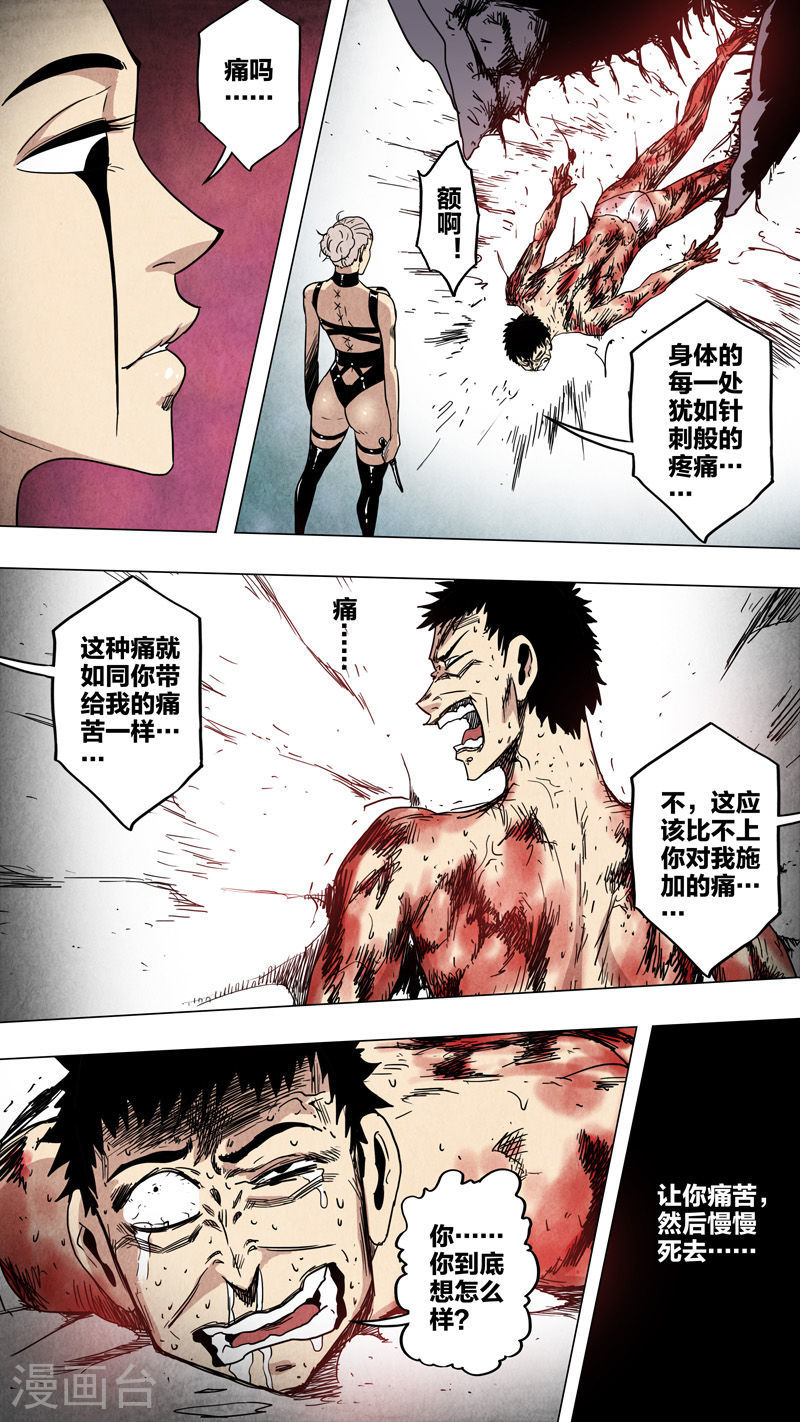 痛吗
……
额
啊！
身体的
每一处
犹如针
刺般的
疼痛…
……
这种痛就
如同你带
给我的痛
苦一样…
……
痛……
不，这应
该比不上
你对我施
加的痛…
……
你……
你到底
想怎么
样？
让你痛苦，
然后慢慢
死去……
漫画台